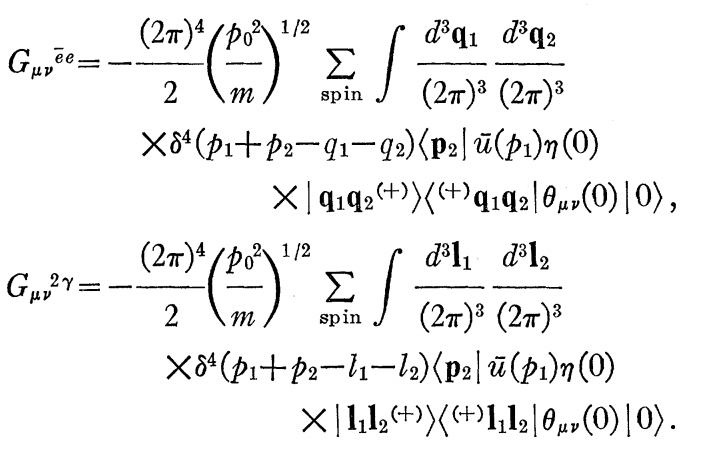 G_{μν}^{ēe} = −\frac{(2π)^4}{2} \left(\frac{p_0^2}{m}\right)^{1/2} \sum_{spin} ∫ \frac{d^3\mathbf{q}_1}{(2π)^3} \frac{d^3\mathbf{q}_2}{(2π)^3}
×δ^4(p_1+p_2−q_1−q_2)⟨\mathbf{p}_2| ū(p_1)η(0)
×|\mathbf{q}_1\mathbf{q}_2^{(+)}⟩⟨^{(+)}\mathbf{q}_1\mathbf{q}_2|θ_{μν}(0)|0⟩,
G_{μν}^{2γ} = −\frac{(2π)^4}{2} \left(\frac{p_0^2}{m}\right)^{1/2} \sum_{spin} ∫ \frac{d^3\mathbf{l}_1}{(2π)^3} \frac{d^3\mathbf{l}_2}{(2π)^3}
×δ^4(p_1+p_2−l_1−l_2)⟨\mathbf{p}_2| ū(p_1)η(0)
×|\mathbf{l}_1\mathbf{l}_2^{(+)}⟩⟨^{(+)}\mathbf{l}_1\mathbf{l}_2|θ_{μν}(0)|0⟩.